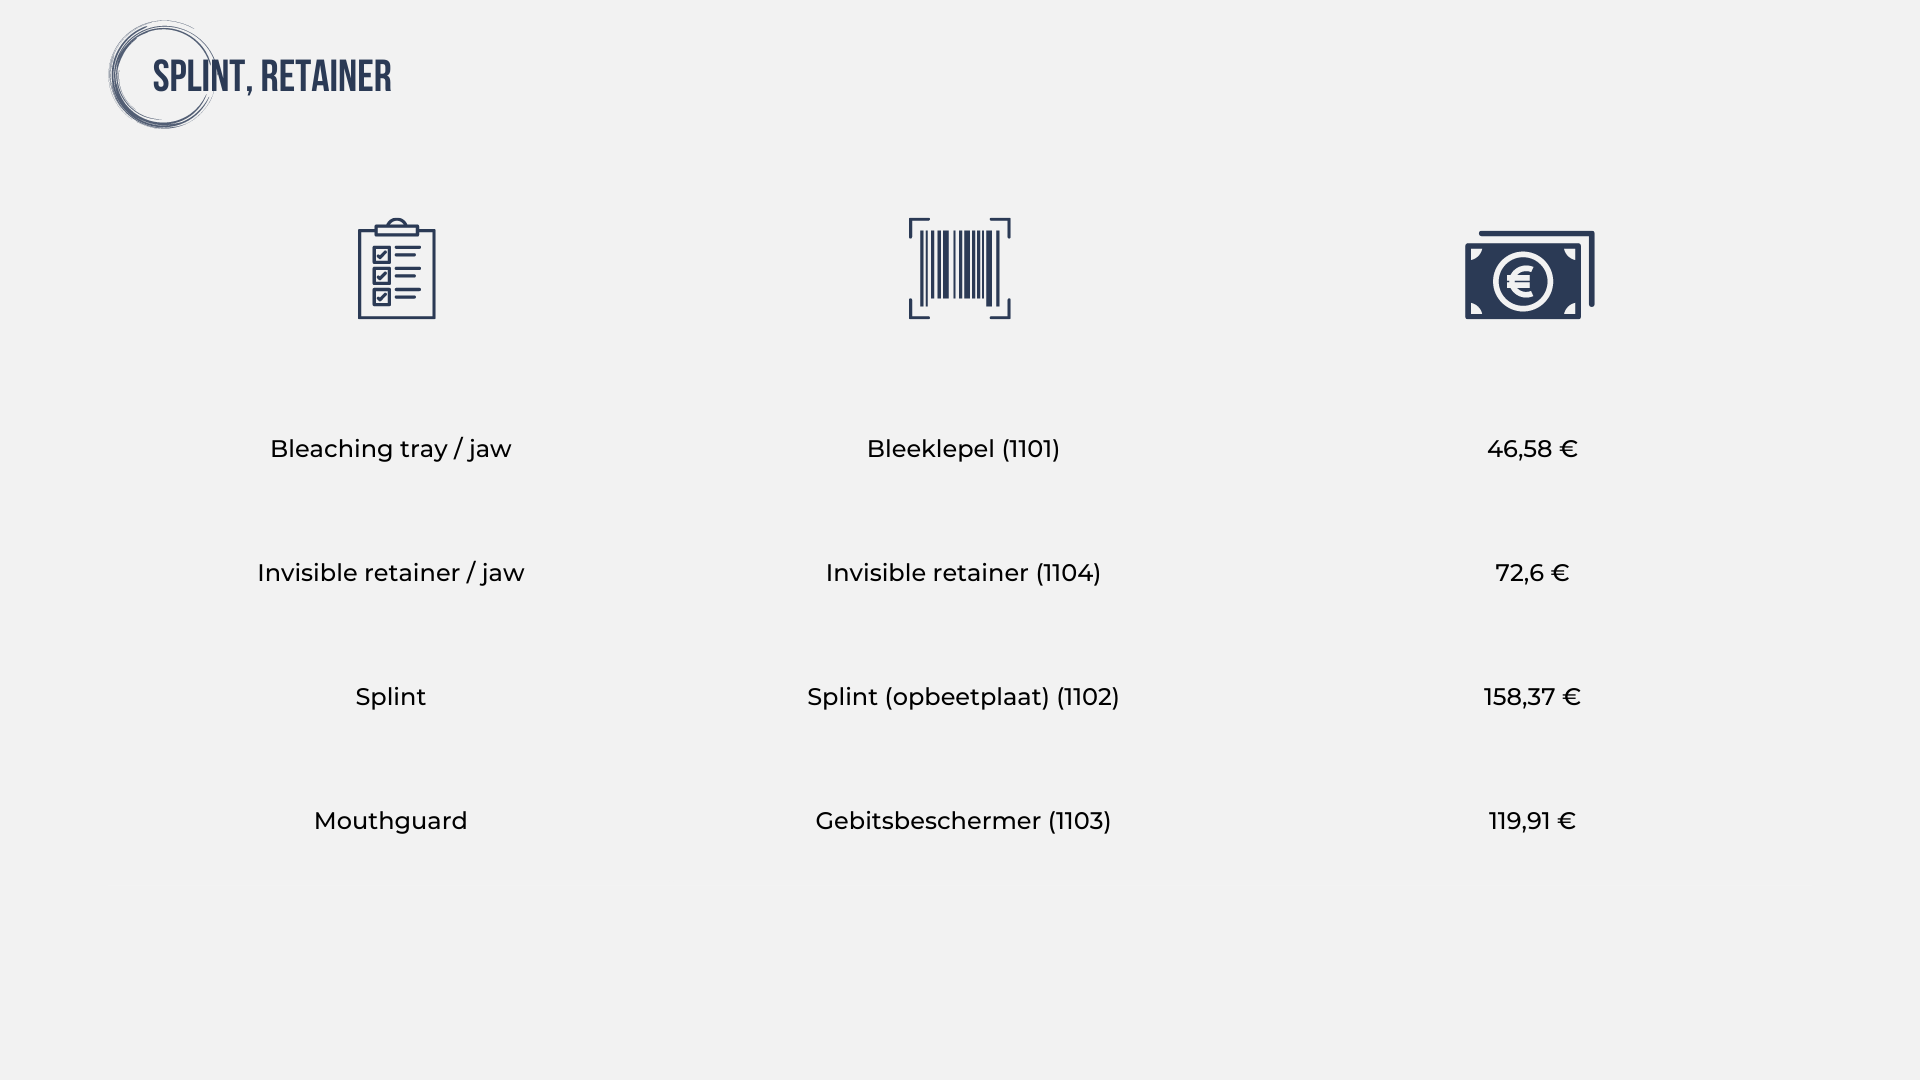 SPLINT, RETAINER
Bleaching tray / jaw Bleeklepel (1101) 46,58 €
Invisible retainer / jaw Invisible retainer (1104) 72,6 €
Splint Splint (opbeetplaat) (1102) 158,37 €
Mouthguard Gebitsbeschermer (1103) 119,91 €